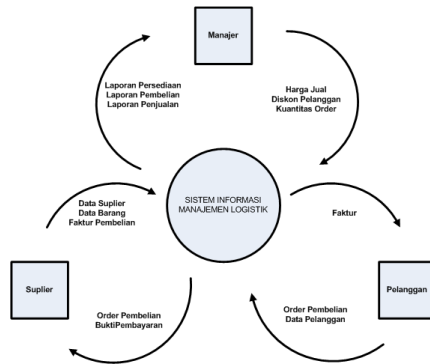 Manajer
Laporan Persediaan
Laporan Pembelian
Laporan Penjualan
Harga Jual
Diskon Pelanggan
Kuantitas Order
SISTEM INFORMASI
MANAJEMEN LOGISTIK
Data Suplier
Data Barang
Faktur Pembelian
Faktur
Suplier
Pelanggan
Order Pembelian
BuktiPembayaran
Order Pembelian
Data Pelanggan